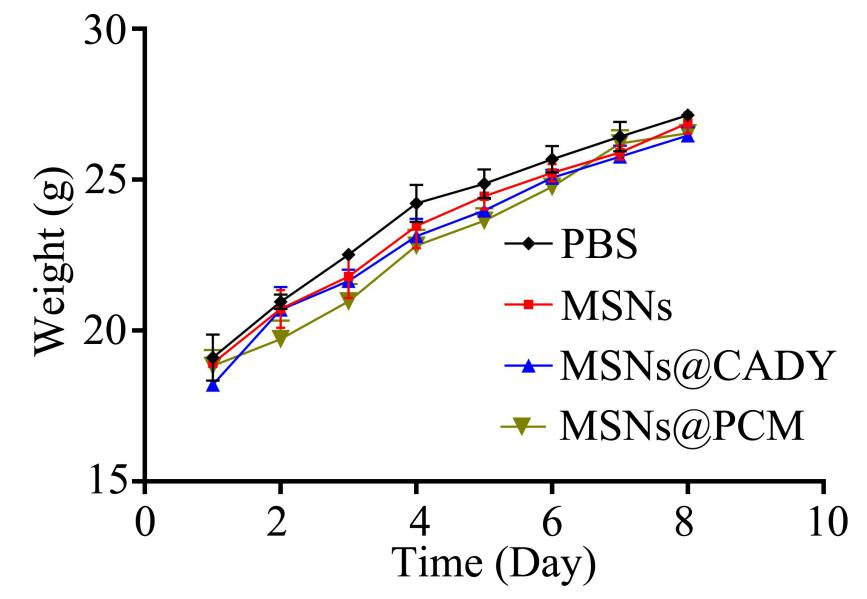 30
25
20
15
Weight (g)
PBS
MSNs
MSNs@CADY
MSNs@PCM
0 2 4 6 8 10
Time (Day)